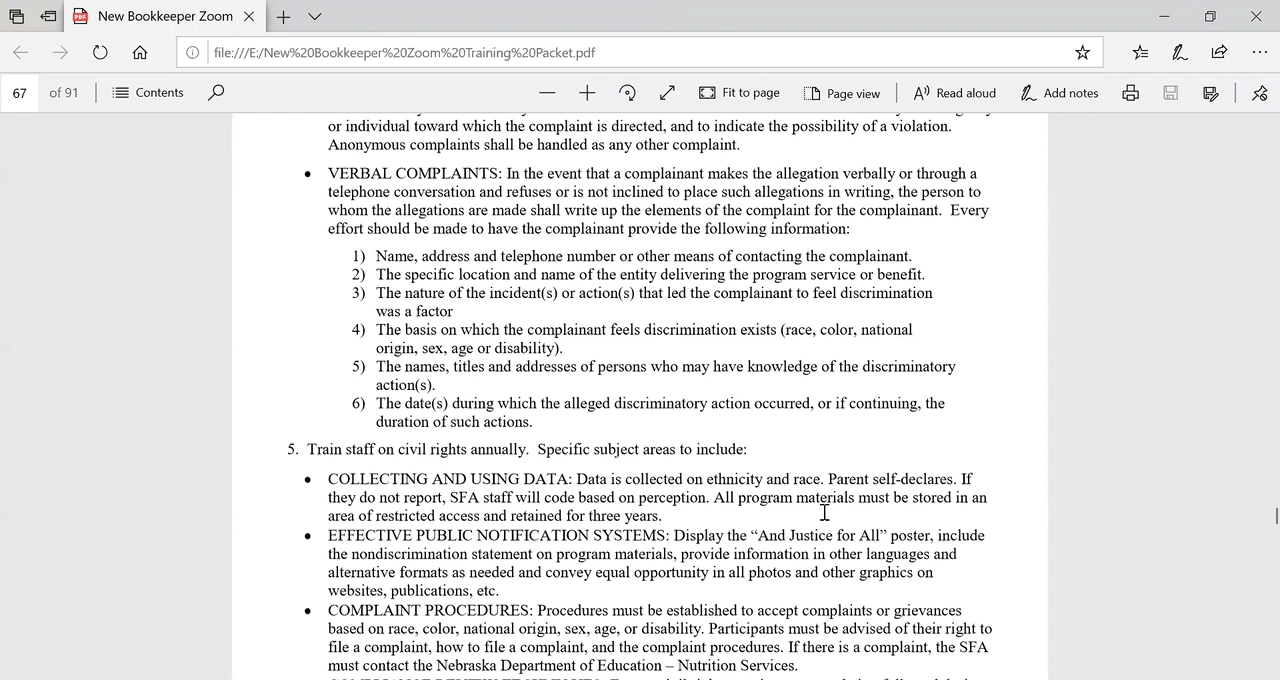 New Bookkeeper Zoom
file:///E:/New%20Bookkeeper%20Zoom%20Training%20Packet.pdf
67 of 91 Contents Fit to page Page view Read aloud Add notes
or individual toward which the complaint is directed, and to indicate the possibility of a violation.
Anonymous complaints shall be handled as any other complaint.
• VERBAL COMPLAINTS: In the event that a complainant makes the allegation verbally or through a
telephone conversation and refuses or is not inclined to place such allegations in writing, the person to
whom the allegations are made shall write up the elements of the complaint for the complainant. Every
effort should be made to have the complainant provide the following information:
1) Name, address and telephone number or other means of contacting the complainant.
2) The specific location and name of the entity delivering the program service or benefit.
3) The nature of the incident(s) or action(s) that led the complainant to feel discrimination
was a factor
4) The basis on which the complainant feels discrimination exists (race, color, national
origin, sex, age or disability).
5) The names, titles and addresses of persons who may have knowledge of the discriminatory
action(s).
6) The date(s) during which the alleged discriminatory action occurred, or if continuing, the
duration of such actions.
5. Train staff on civil rights annually. Specific subject areas to include:
• COLLECTING AND USING DATA: Data is collected on ethnicity and race. Parent self-declares. If
they do not report, SFA staff will code based on perception. All program materials must be stored in an
area of restricted access and retained for three years.
• EFFECTIVE PUBLIC NOTIFICATION SYSTEMS: Display the “And Justice for All” poster, include
the nondiscrimination statement on program materials, provide information in other languages and
alternative formats as needed and convey equal opportunity in all photos and other graphics on
websites, publications, etc.
• COMPLAINT PROCEDURES: Procedures must be established to accept complaints or grievances
based on race, color, national origin, sex, age, or disability. Participants must be advised of their right to
file a complaint, how to file a complaint, and the complaint procedures. If there is a complaint, the SFA
must contact the Nebraska Department of Education – Nutrition Services.